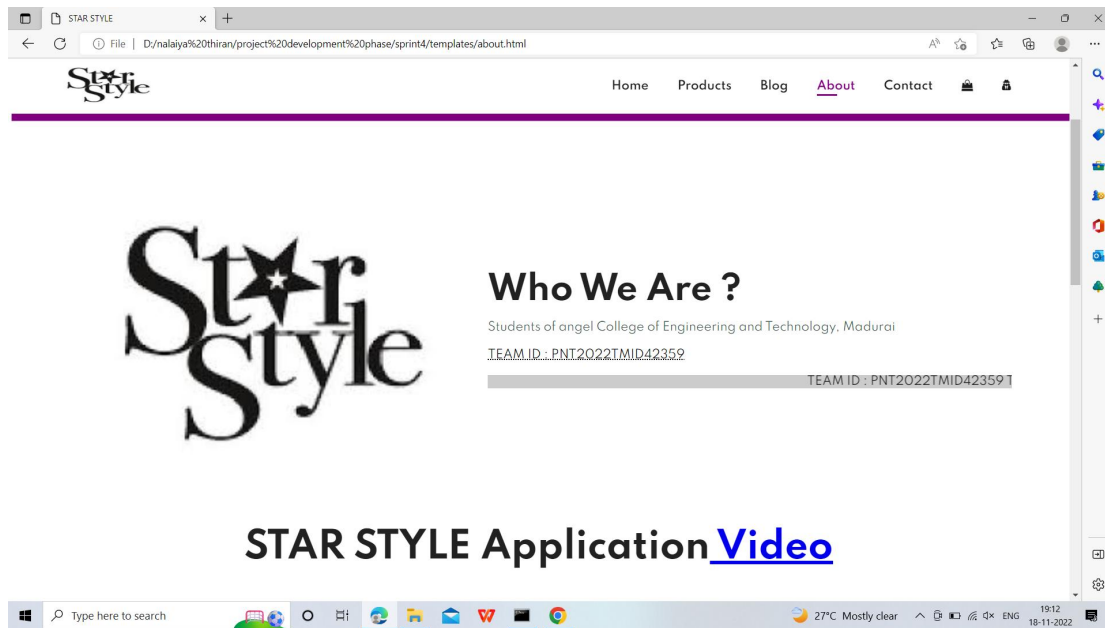 STAR STYLE
File | D:/nalaiya%20thiran/project%20development%20phase/sprint4/templates/about.html
Star Style
Home Products Blog About Contact
Star
Style
Who We Are ?
Students of angel College of Engineering and Technology, Madurai
TEAM ID : PNT2022TMID42359
TEAM ID : PNT2022TMID42359 T
STAR STYLE Application Video
Type here to search
27°C Mostly clear
ENG
19:12
18-11-2022